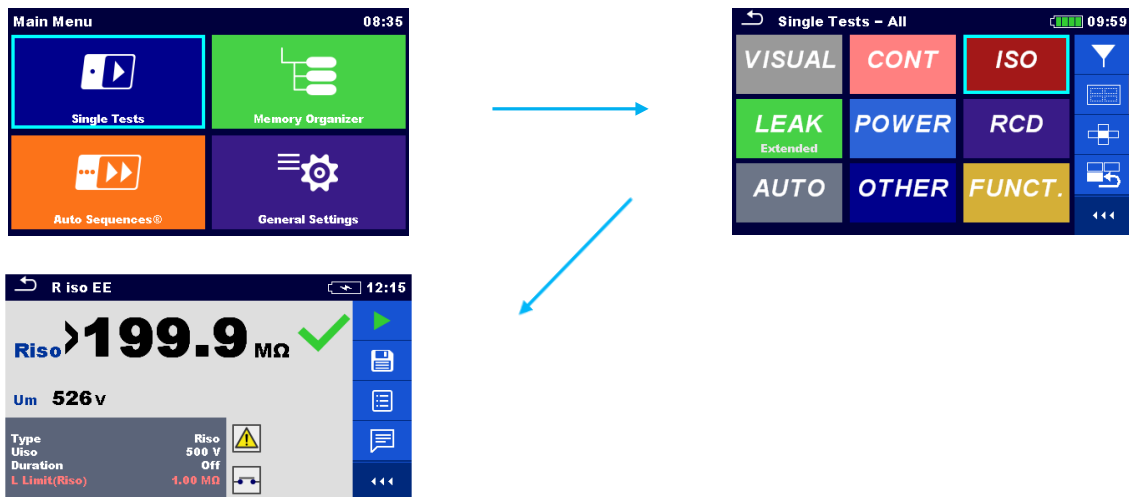 Main Menu 08:35
Single Tests Memory Organizer
Auto Sequences® General Settings
Single Tests – All 09:59
VISUAL CONT ISO
LEAK POWER RCD
Extended
AUTO OTHER FUNCT.
R iso EE 12:15
Riso >199.9 MΩ
Um 526 V
Type Riso
Uiso 500 V
Duration Off
L Limit(Riso) 1.00 MΩ